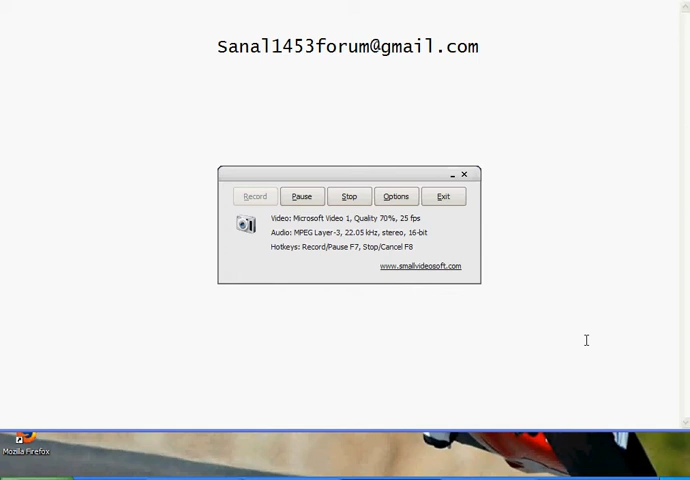 Sanal1453forum@gmail.com
Record Pause Stop Options Exit
Video: Microsoft Video 1, Quality 70%, 25 fps
Audio: MPEG Layer-3, 22.05 kHz, stereo, 16-bit
Hotkeys: Record/Pause F7, Stop/Cancel F8
www.smallvideosoft.com
Mozilla Firefox